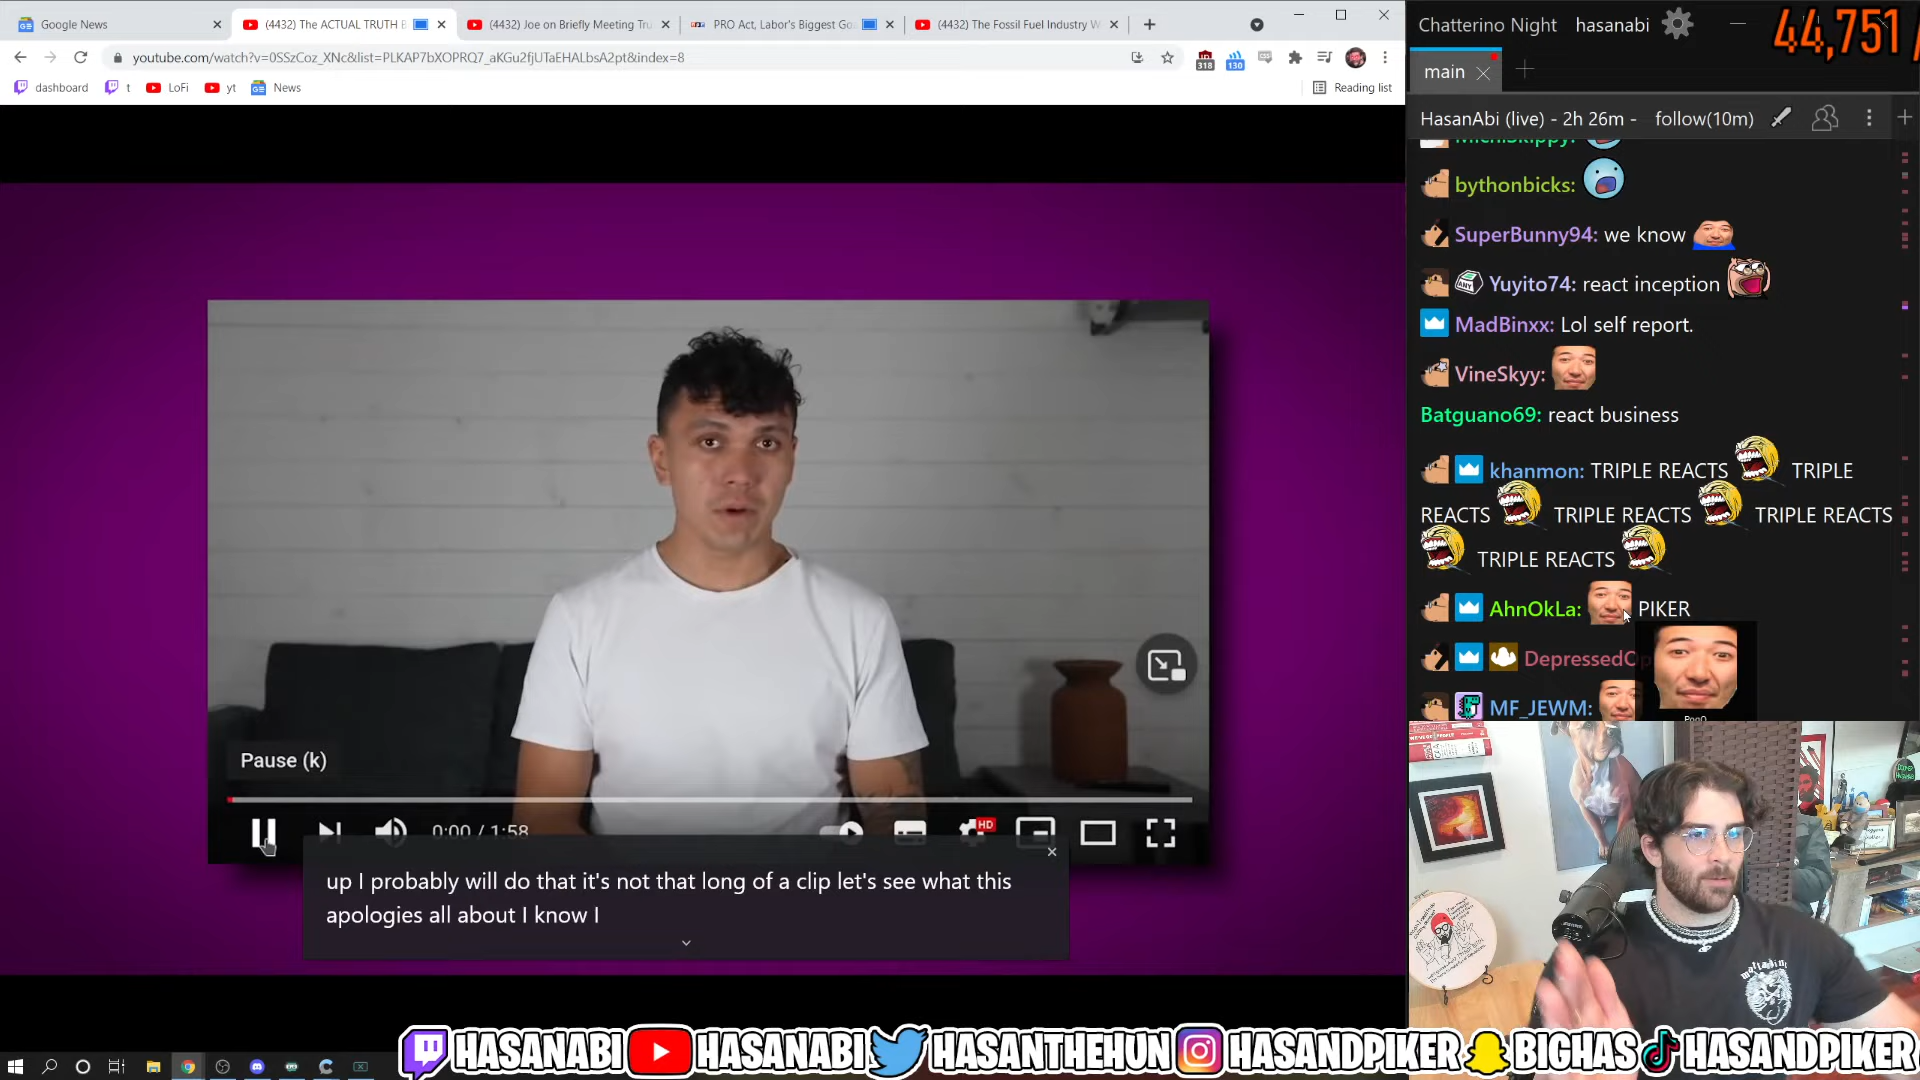 Google News
(4432) The ACTUAL TRUTH
(4432) Joe on Briefly Meeting Tru
PRO Act, Labor's Biggest Go
(4432) The Fossil Fuel Industry W
youtube.com/watch?v=0SSzCoz_XNc&list=PLKAP7bXOPRQ7_aKGu2fjUTaEHALbsA2pt&index=8
318
130
dashboard
t
LoFi
yt
News
Reading list
Pause (k)
0:00 / 1:58
HD
up I probably will do that it's not that long of a clip let's see what this
apologies all about I know I
Chatterino Night
hasanabi
44,751
main
HasanAbi (live) - 2h 26m -
follow(10m)
MichiSkippy:
bythonbicks:
SuperBunny94: we know
Yuyito74: react inception
MadBinxx: Lol self report.
VineSkyy:
Batguano69: react business
khanmon: TRIPLE REACTS TRIPLE
REACTS TRIPLE REACTS TRIPLE REACTS
TRIPLE REACTS
AhnOkLa: PIKER
DepressedOp
MF_JEWM:
HASANABI HASANABI HASANTHEHUN HASANDPIKER BIGHAS HASANDPIKER